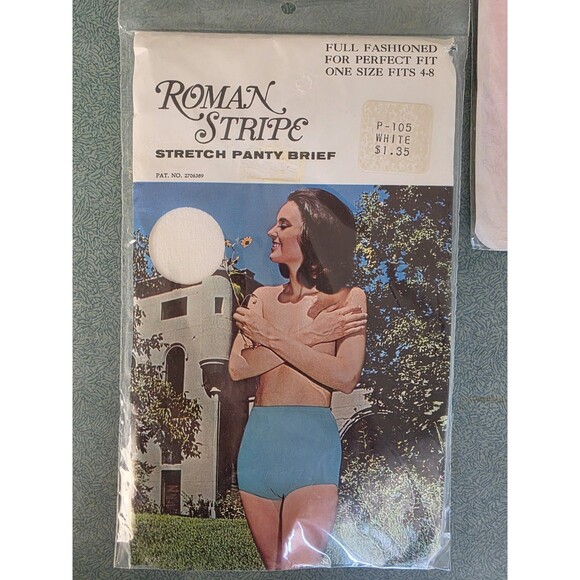 FULL FASHIONED
FOR PERFECT FIT
ONE SIZE FITS 4-8
ROMAN
STRIPE
P-105
WHITE
$1.35
STRETCH PANTY BRIEF
PAT. NO. 2706389